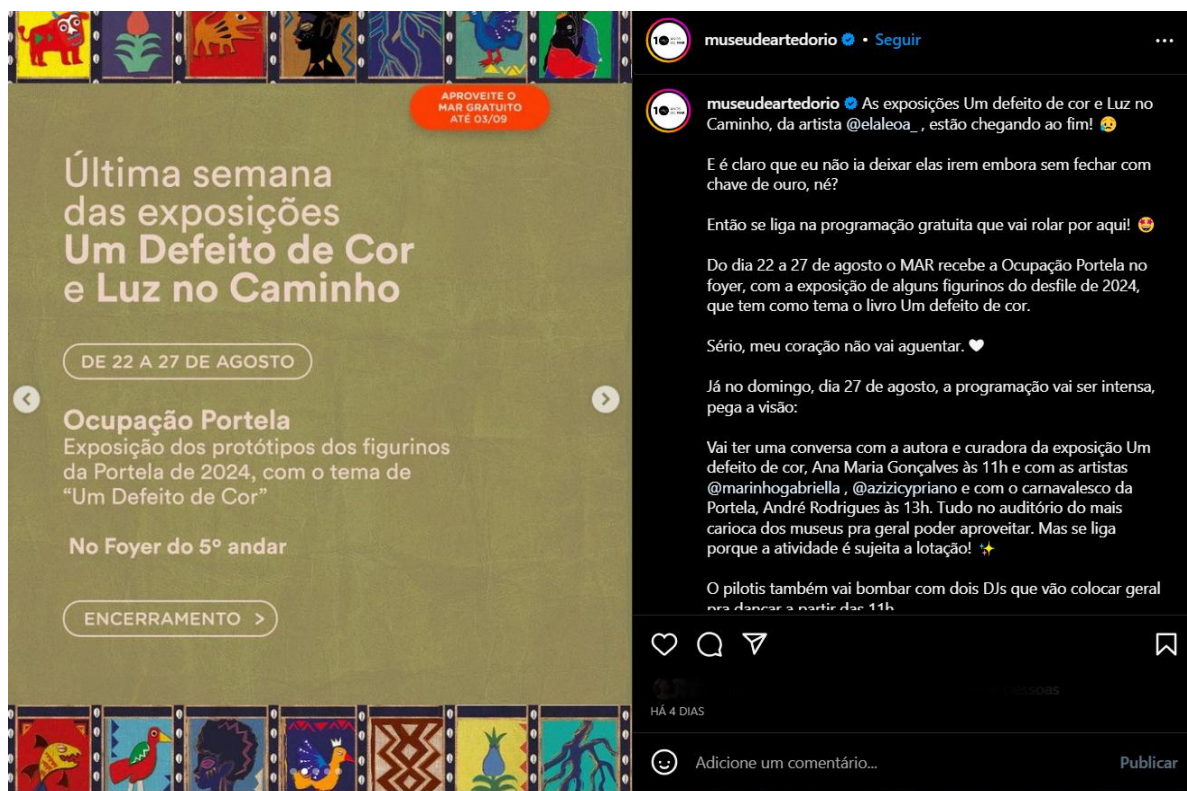 APROVEITE O
MAR GRATUITO
ATÉ 03/09
Última semana
das exposições
Um Defeito de Cor
e Luz no Caminho
DE 22 A 27 DE AGOSTO
Ocupação Portela
Exposição dos protótipos dos figurinos
da Portela de 2024, com o tema de
“Um Defeito de Cor”
No Foyer do 5º andar
ENCERRAMENTO >
museudeartedorio • Seguir
museudeartedorio As exposições Um defeito de cor e Luz no
Caminho, da artista @elaleoa_ , estão chegando ao fim! 😥
E é claro que eu não ia deixar elas irem embora sem fechar com
chave de ouro, né?
Então se liga na programação gratuita que vai rolar por aqui! 🤩
Do dia 22 a 27 de agosto o MAR recebe a Ocupação Portela no
foyer, com a exposição de alguns figurinos do desfile de 2024,
que tem como tema o livro Um defeito de cor.
Sério, meu coração não vai aguentar. 🤍
Já no domingo, dia 27 de agosto, a programação vai ser intensa,
pega a visão:
Vai ter uma conversa com a autora e curadora da exposição Um
defeito de cor, Ana Maria Gonçalves às 11h e com as artistas
@marinhogabriella , @azizicypriano e com o carnavalesco da
Portela, André Rodrigues às 13h. Tudo no auditório do mais
carioca dos museus pra geral poder aproveitar. Mas se liga
porque a atividade é sujeita a lotação! ✨
O pilotis também vai bombar com dois DJs que vão colocar geral
pra dançar a partir das 11h
HÁ 4 DIAS
Adicione um comentário...
Publicar